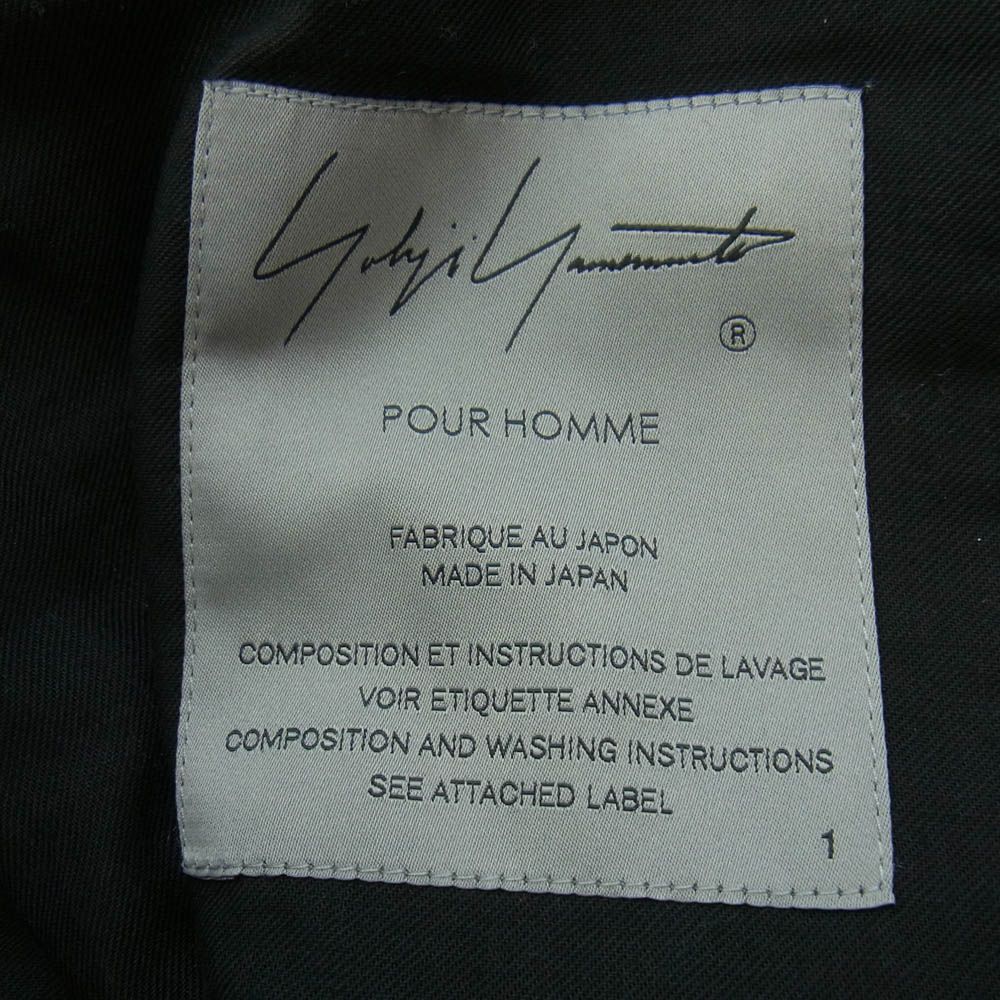 Yohji Yamamoto
®
POUR HOMME
FABRIQUE AU JAPON
MADE IN JAPAN
COMPOSITION ET INSTRUCTIONS DE LAVAGE
VOIR ETIQUETTE ANNEXE
COMPOSITION AND WASHING INSTRUCTIONS
SEE ATTACHED LABEL
1